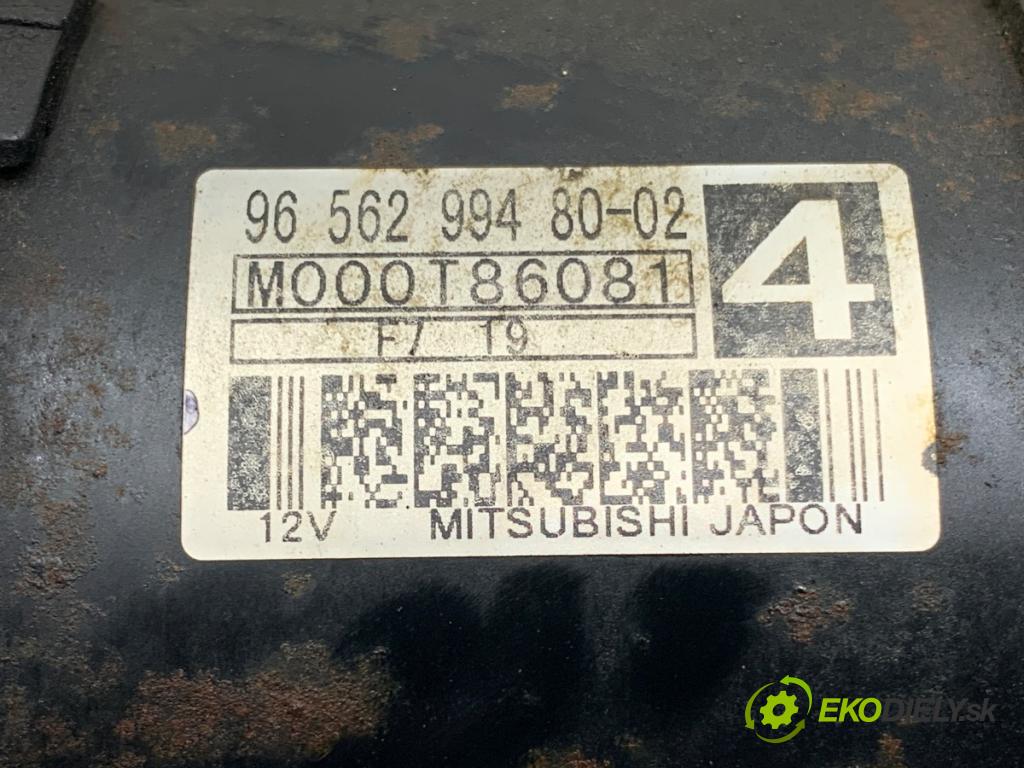 96 562 994 80-02
4
M000T86081
F7 T9
12V MITSUBISHI JAPON
EKODIELY.sk